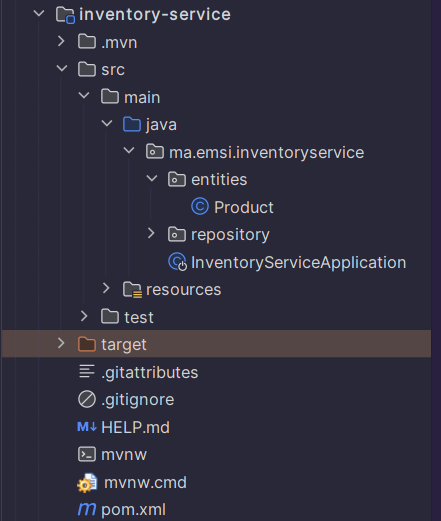 inventory-service
.mvn
src
main
java
ma.emsi.inventoryservice
entities
Product
repository
InventoryServiceApplication
resources
test
target
.gitattributes
.gitignore
M↓ HELP.md
mvnw
mvnw.cmd
m pom.xml